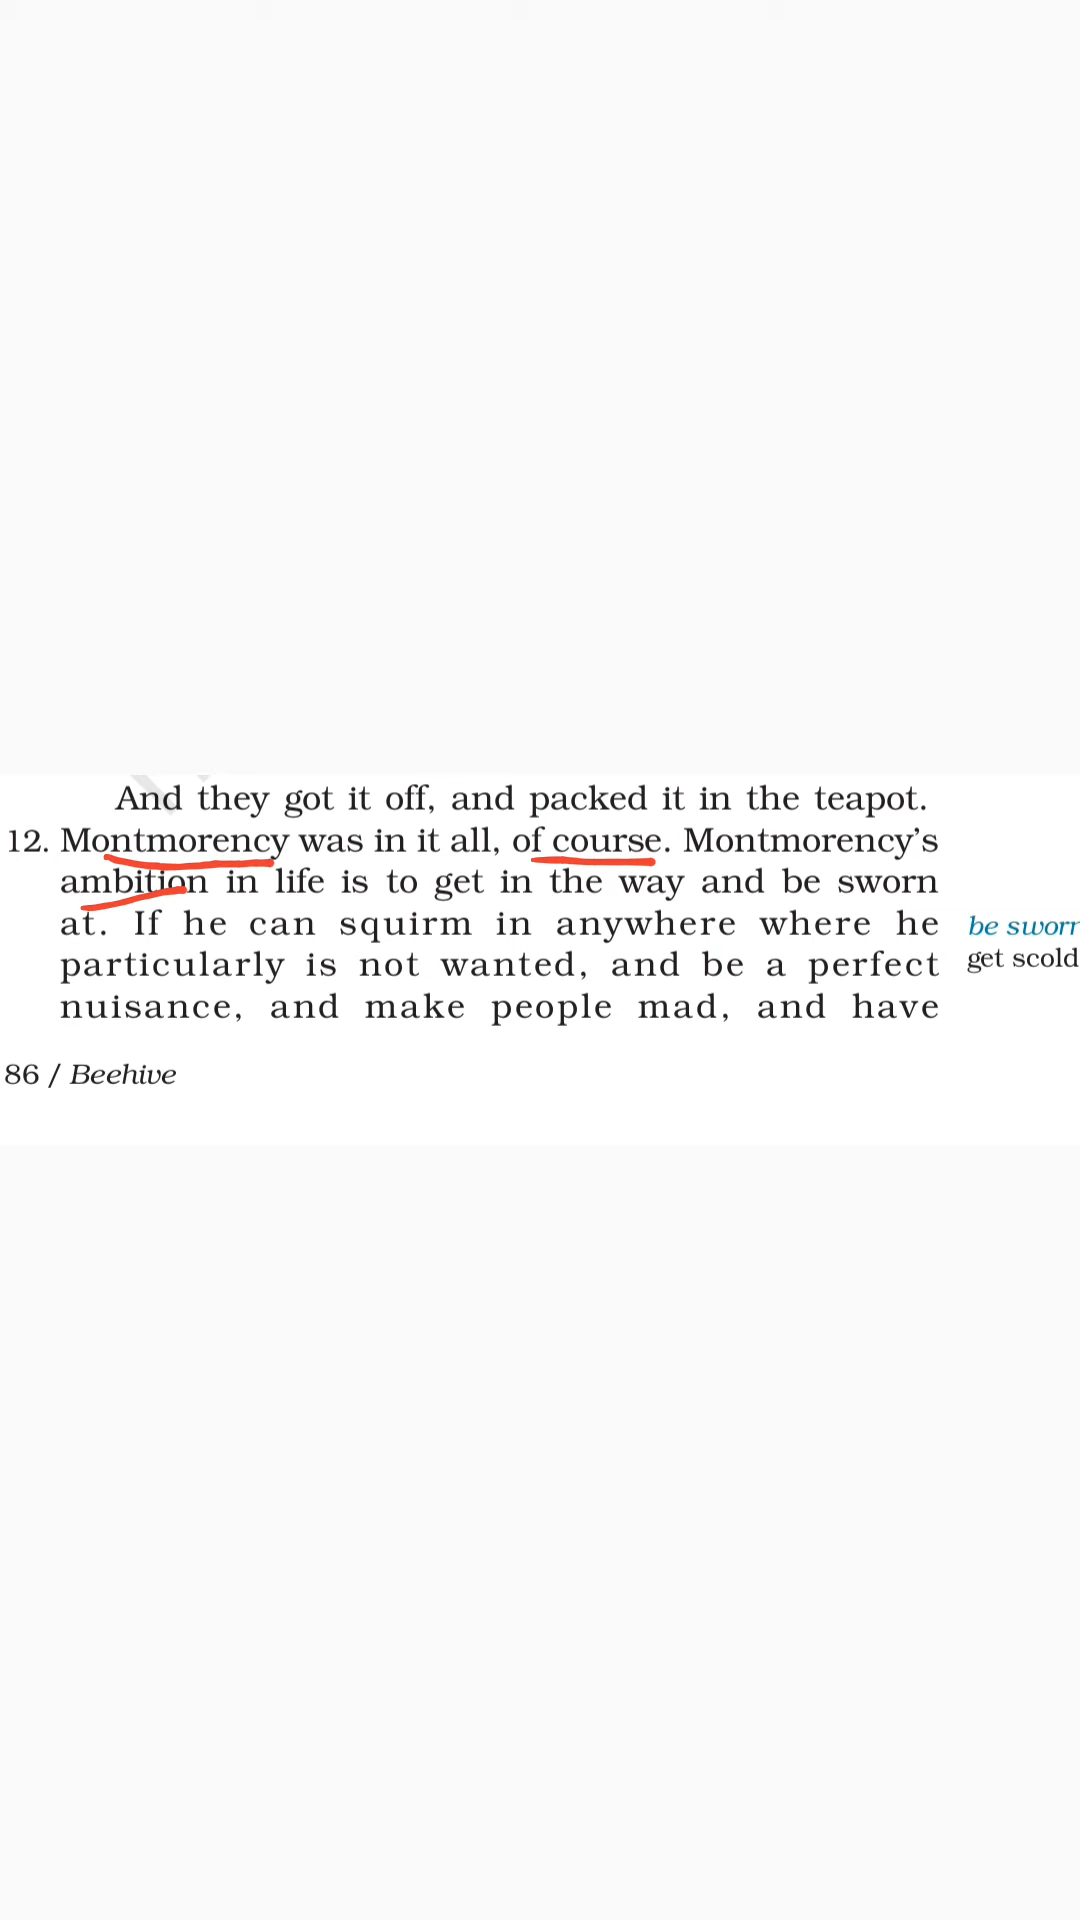 And they got it off, and packed it in the teapot.
12. Montmorency was in it all, of course. Montmorency's
ambition in life is to get in the way and be sworn
at. If he can squirm in anywhere where he
be sworn
particularly is not wanted, and be a perfect
get scold
nuisance, and make people mad, and have
86 / Beehive